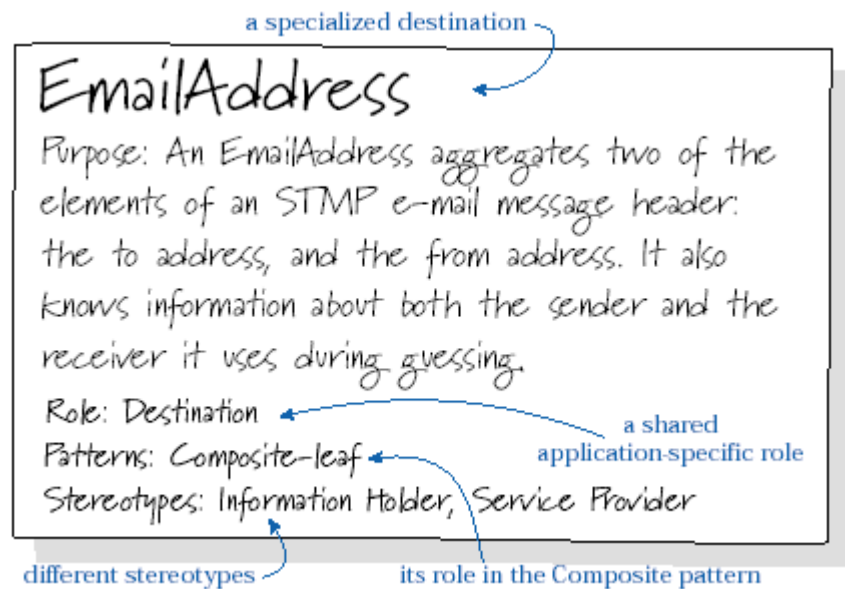 a specialized destination
EmailAddress
Purpose: An EmailAddress aggregates two of the
elements of an STMP e-mail message header:
the to address, and the from address. It also
knows information about both the sender and the
receiver it uses during guessing.
Role: Destination
a shared
application-specific role
Patterns: Composite-leaf
Stereotypes: Information Holder, Service Provider
different stereotypes
its role in the Composite pattern